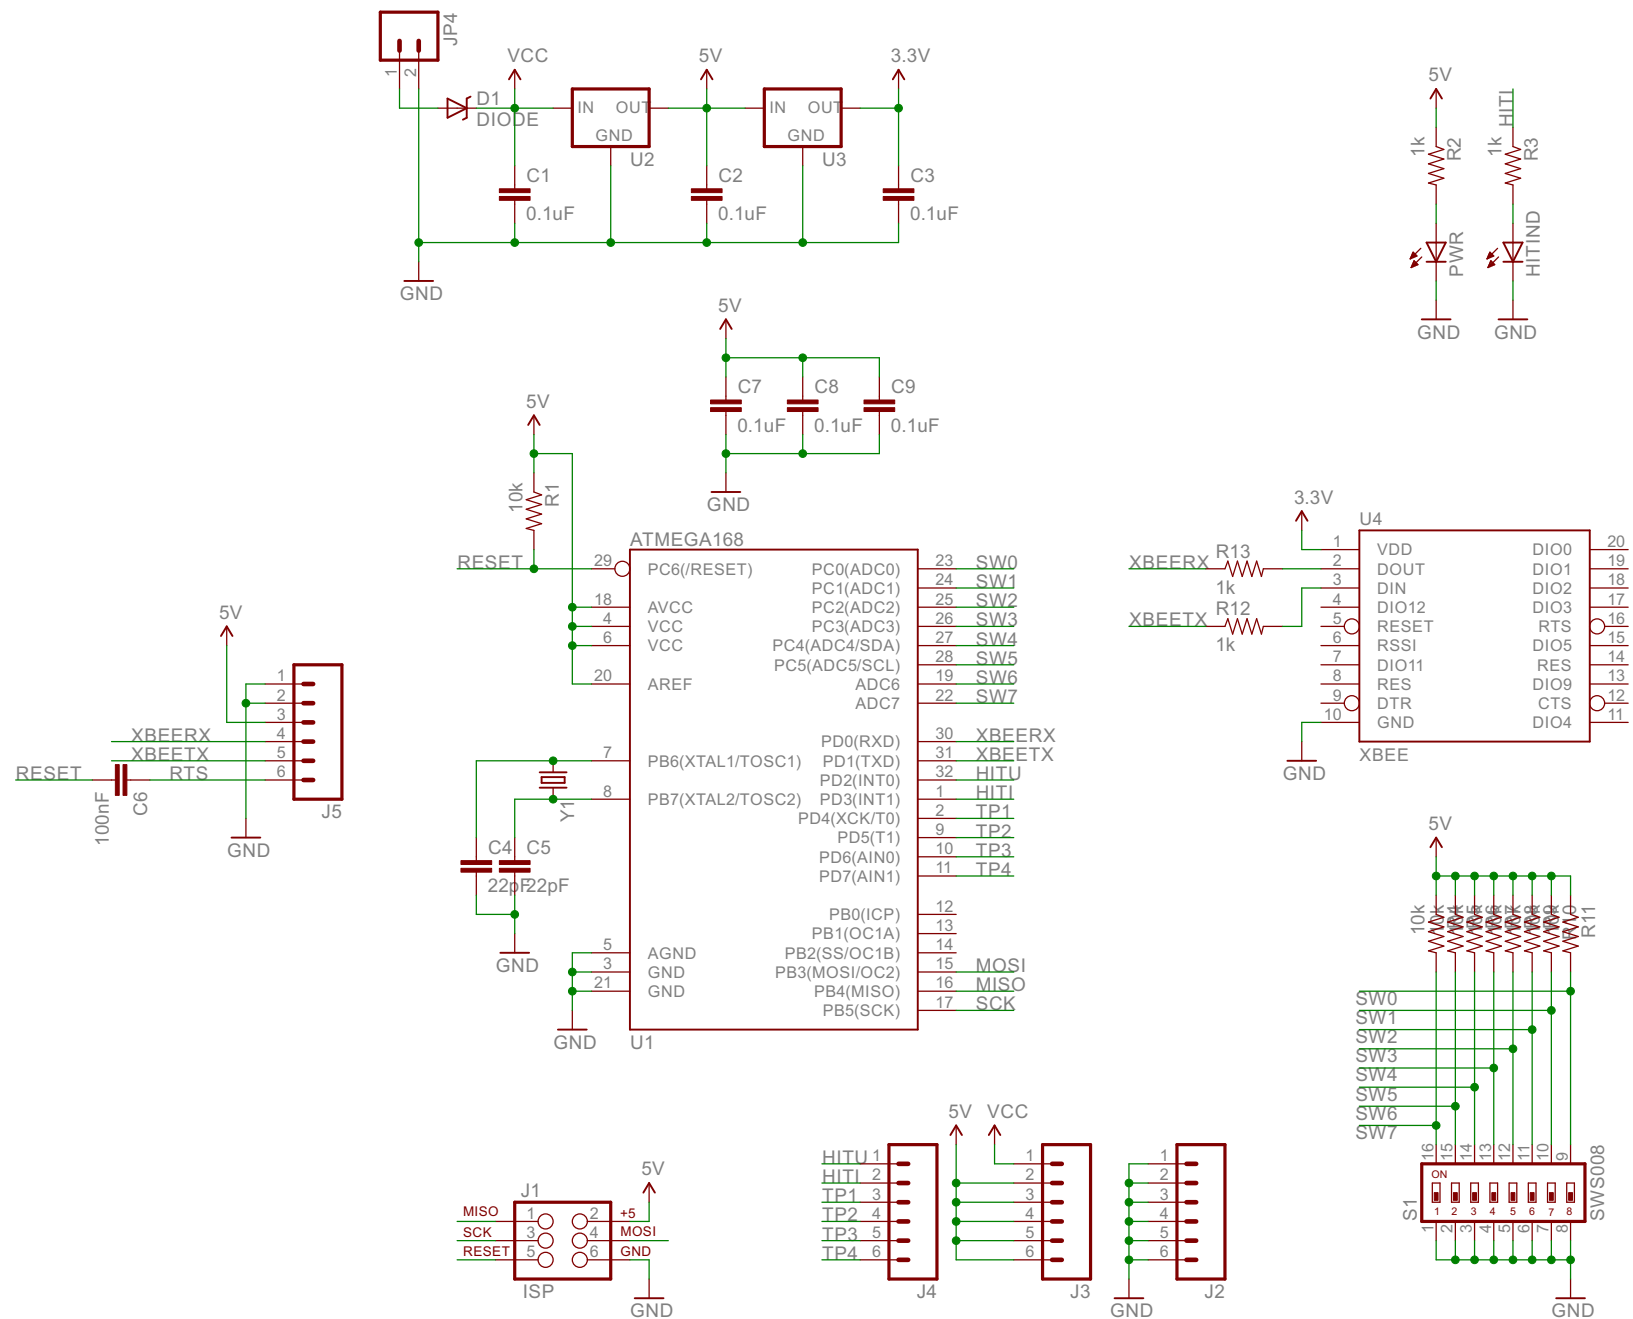 JP4
1
2
D1
DIODE
VCC
IN OUT
GND
U2
5V
IN OUT
GND
U3
3.3V
C1
0.1uF
C2
0.1uF
C3
0.1uF
GND
5V
1k
R2
PWR
GND
HITI
1k
R3
HITIND
GND
5V
C7
0.1uF
C8
0.1uF
C9
0.1uF
GND
5V
10k
R1
RESET
ATMEGA168
29 PC6(/RESET)
18 AVCC
4 VCC
6 VCC
20 AREF
7 PB6(XTAL1/TOSC1)
8 PB7(XTAL2/TOSC2)
5 AGND
3 GND
21 GND
PC0(ADC0) 23 SW0
PC1(ADC1) 24 SW1
PC2(ADC2) 25 SW2
PC3(ADC3) 26 SW3
PC4(ADC4/SDA) 27 SW4
PC5(ADC5/SCL) 28 SW5
ADC6 19 SW6
ADC7 22 SW7
PD0(RXD) 30 XBEERX
PD1(TXD) 31 XBEETX
PD2(INT0) 32 HITU
PD3(INT1) 1 HITI
PD4(XCK/T0) 2 TP1
PD5(T1) 9 TP2
PD6(AIN0) 10 TP3
PD7(AIN1) 11 TP4
PB0(ICP) 12
PB1(OC1A) 13
PB2(SS/OC1B) 14
PB3(MOSI/OC2) 15 MOSI
PB4(MISO) 16 MISO
PB5(SCK) 17 SCK
U1
GND
Y1
C4
22pF
C5
22pF
GND
5V
1
2
3
XBEERX 4
XBEETX 5
RESET RTS 6
100nF
C6
J5
GND
3.3V
U4
XBEERX R13
1k
XBEETX R12
1k
1 VDD DIO0 20
2 DOUT DIO1 19
3 DIN DIO2 18
4 DIO12 DIO3 17
5 RESET RTS 16
6 RSSI DIO5 15
7 DIO11 RES 14
8 RES DIO9 13
9 DTR CTS 12
10 GND DIO4 11
XBEE
GND
5V
10k
R11
SW0
SW1
SW2
SW3
SW4
SW5
SW6
SW7
16 15 14 13 12 11 10 9
ON
1 2 3 4 5 6 7 8
1 2 3 4 5 6 7 8
S1
SWS008
GND
J1
5V
MISO 1 2 +5
SCK 3 4 MOSI
RESET 5 6 GND
ISP
GND
HITU 1
HITI 2
TP1 3
TP2 4
TP3 5
TP4 6
J4
5V VCC
1
2
3
4
5
6
J3
1
2
3
4
5
6
J2
GND